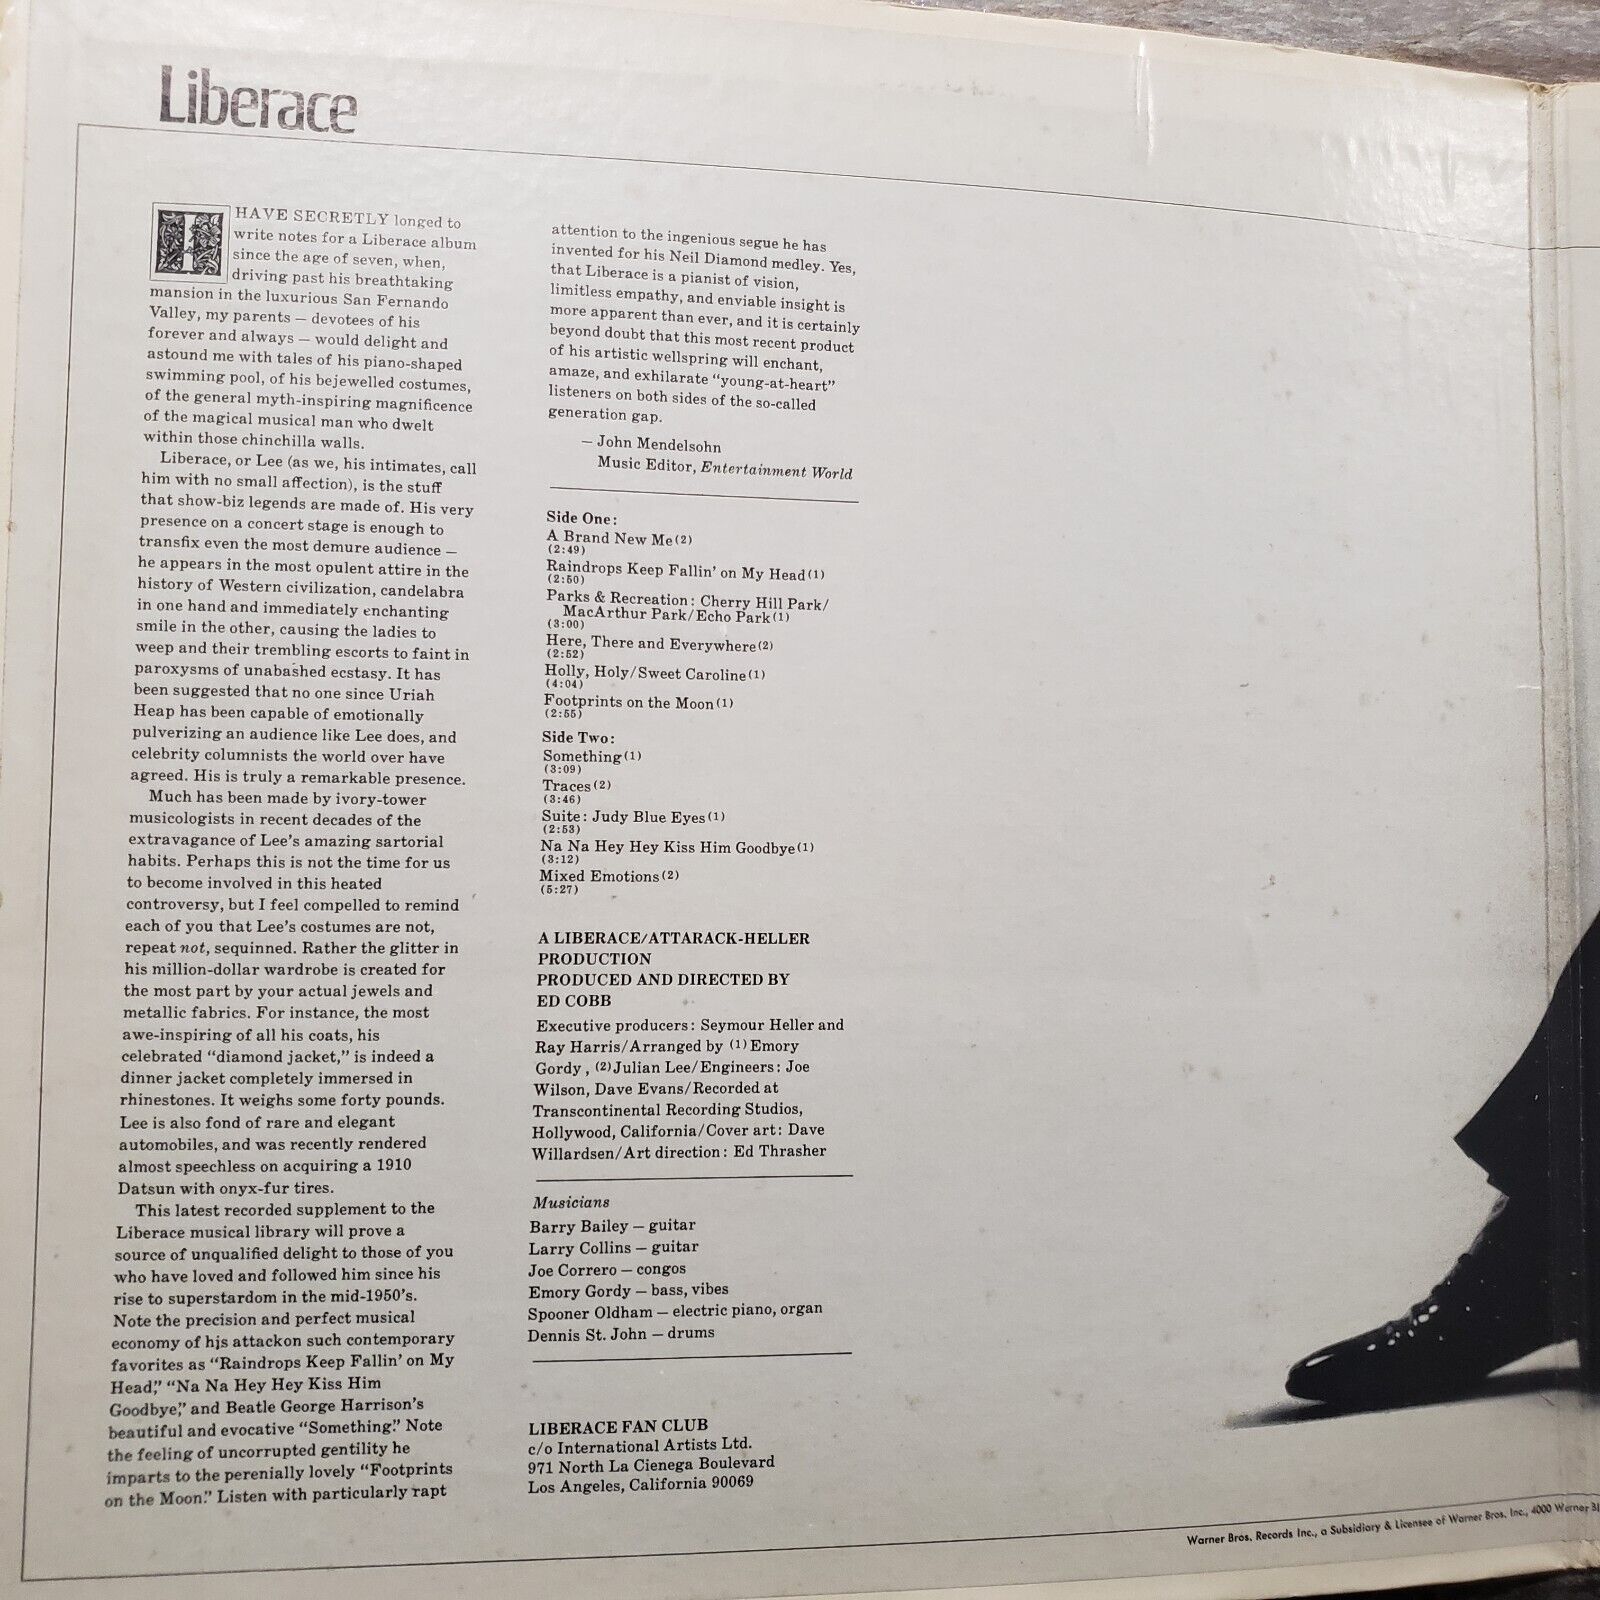 Liberace
I HAVE SECRETLY longed to
write notes for a Liberace album
since the age of seven, when,
driving past his breathtaking
mansion in the luxurious San Fernando
Valley, my parents — devotees of his
forever and always — would delight and
astound me with tales of his piano-shaped
swimming pool, of his bejewelled costumes,
of the general myth-inspiring magnificence
of the magical musical man who dwelt
within those chinchilla walls.
Liberace, or Lee (as we, his intimates, call
him with no small affection), is the stuff
that show-biz legends are made of. His very
presence on a concert stage is enough to
transfix even the most demure audience —
he appears in the most opulent attire in the
history of Western civilization, candelabra
in one hand and immediately enchanting
smile in the other, causing the ladies to
weep and their trembling escorts to faint in
paroxysms of unabashed ecstasy. It has
been suggested that no one since Uriah
Heap has been capable of emotionally
pulverizing an audience like Lee does, and
celebrity columnists the world over have
agreed. His is truly a remarkable presence.
Much has been made by ivory-tower
musicologists in recent decades of the
extravagance of Lee's amazing sartorial
habits. Perhaps this is not the time for us
to become involved in this heated
controversy, but I feel compelled to remind
each of you that Lee's costumes are not,
repeat not, sequinned. Rather the glitter in
his million-dollar wardrobe is created for
the most part by your actual jewels and
metallic fabrics. For instance, the most
awe-inspiring of all his coats, his
celebrated “diamond jacket,” is indeed a
dinner jacket completely immersed in
rhinestones. It weighs some forty pounds.
Lee is also fond of rare and elegant
automobiles, and was recently rendered
almost speechless on acquiring a 1910
Datsun with onyx-fur tires.
This latest recorded supplement to the
Liberace musical library will prove a
source of unqualified delight to those of you
who have loved and followed him since his
rise to superstardom in the mid-1950's.
Note the precision and perfect musical
economy of hjs attackon such contemporary
favorites as “Raindrops Keep Fallin' on My
Head,” “Na Na Hey Hey Kiss Him
Goodbye,” and Beatle George Harrison's
beautiful and evocative “Something.” Note
the feeling of uncorrupted gentility he
imparts to the perenially lovely “Footprints
on the Moon.” Listen with particularly rapt
attention to the ingenious segue he has
invented for his Neil Diamond medley. Yes,
that Liberace is a pianist of vision,
limitless empathy, and enviable insight is
more apparent than ever, and it is certainly
beyond doubt that this most recent product
of his artistic wellspring will enchant,
amaze, and exhilarate “young-at-heart”
listeners on both sides of the so-called
generation gap.
— John Mendelsohn
Music Editor, Entertainment World
Side One:
A Brand New Me (2)
(2:49)
Raindrops Keep Fallin' on My Head (1)
(2:50)
Parks & Recreation: Cherry Hill Park/
MacArthur Park/Echo Park (1)
(3:00)
Here, There and Everywhere (2)
(2:52)
Holly, Holy/Sweet Caroline (1)
(4:04)
Footprints on the Moon (1)
(2:55)
Side Two:
Something (1)
(3:09)
Traces (2)
(3:46)
Suite: Judy Blue Eyes (1)
(2:53)
Na Na Hey Hey Kiss Him Goodbye (1)
(3:12)
Mixed Emotions (2)
(5:27)
A LIBERACE/ATTARACK-HELLER
PRODUCTION
PRODUCED AND DIRECTED BY
ED COBB
Executive producers: Seymour Heller and
Ray Harris/Arranged by (1) Emory
Gordy, (2) Julian Lee/Engineers: Joe
Wilson, Dave Evans/Recorded at
Transcontinental Recording Studios,
Hollywood, California/Cover art: Dave
Willardsen/Art direction: Ed Thrasher
Musicians
Barry Bailey — guitar
Larry Collins — guitar
Joe Correro — congos
Emory Gordy — bass, vibes
Spooner Oldham — electric piano, organ
Dennis St. John — drums
LIBERACE FAN CLUB
c/o International Artists Ltd.
971 North La Cienega Boulevard
Los Angeles, California 90069
Warner Bros. Records Inc., a Subsidiary & Licensee of Warner Bros. Inc., 4000 Warner